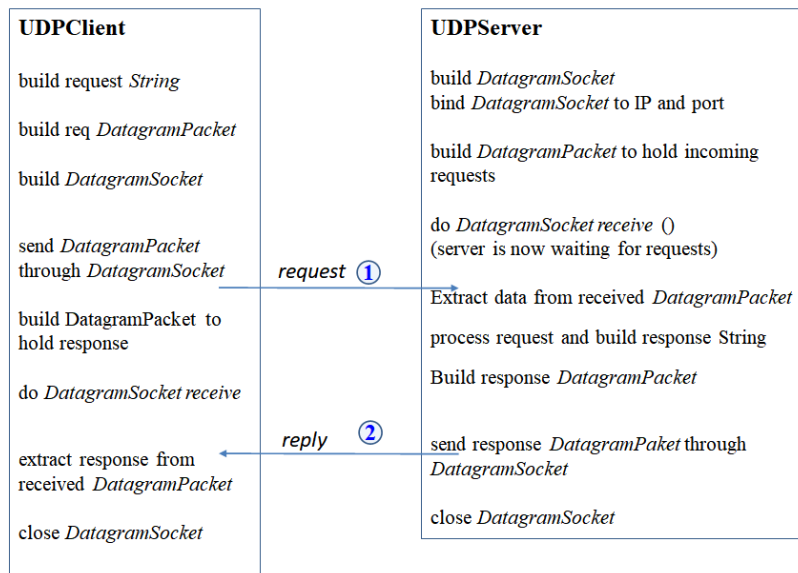 UDPClient
build request String
build req DatagramPacket
build DatagramSocket
send DatagramPacket
through DatagramSocket
build DatagramPacket to
hold response
do DatagramSocket receive
extract response from
received DatagramPacket
close DatagramSocket
request 1
reply 2
UDPServer
build DatagramSocket
bind DatagramSocket to IP and port
build DatagramPacket to hold incoming
requests
do DatagramSocket receive ()
(server is now waiting for requests)
Extract data from received DatagramPacket
process request and build response String
Build response DatagramPacket
send response DatagramPaket through
DatagramSocket
close DatagramSocket